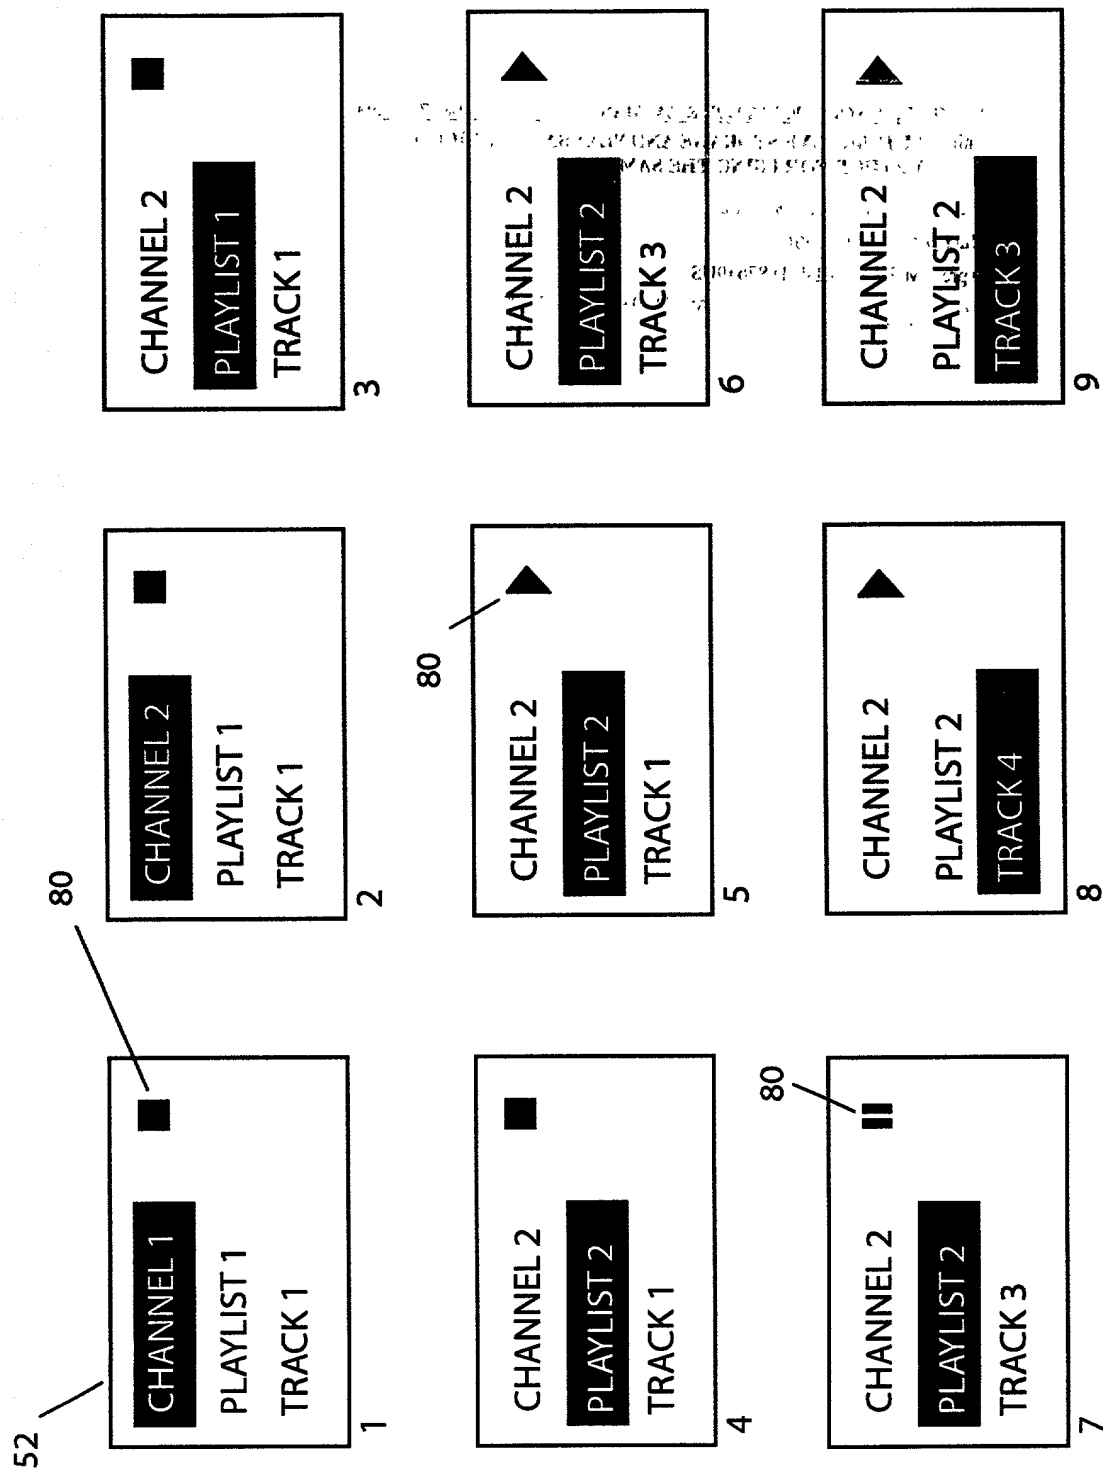 52
80
CHANNEL 1
PLAYLIST 1
TRACK 1
1
CHANNEL 2
PLAYLIST 1
TRACK 1
2
CHANNEL 2
PLAYLIST 1
TRACK 1
3
CHANNEL 2
PLAYLIST 2
TRACK 1
4
80
CHANNEL 2
PLAYLIST 2
TRACK 1
5
CHANNEL 2
PLAYLIST 2
TRACK 3
6
80
CHANNEL 2
PLAYLIST 2
TRACK 3
7
CHANNEL 2
PLAYLIST 2
TRACK 4
8
CHANNEL 2
PLAYLIST 2
TRACK 3
9